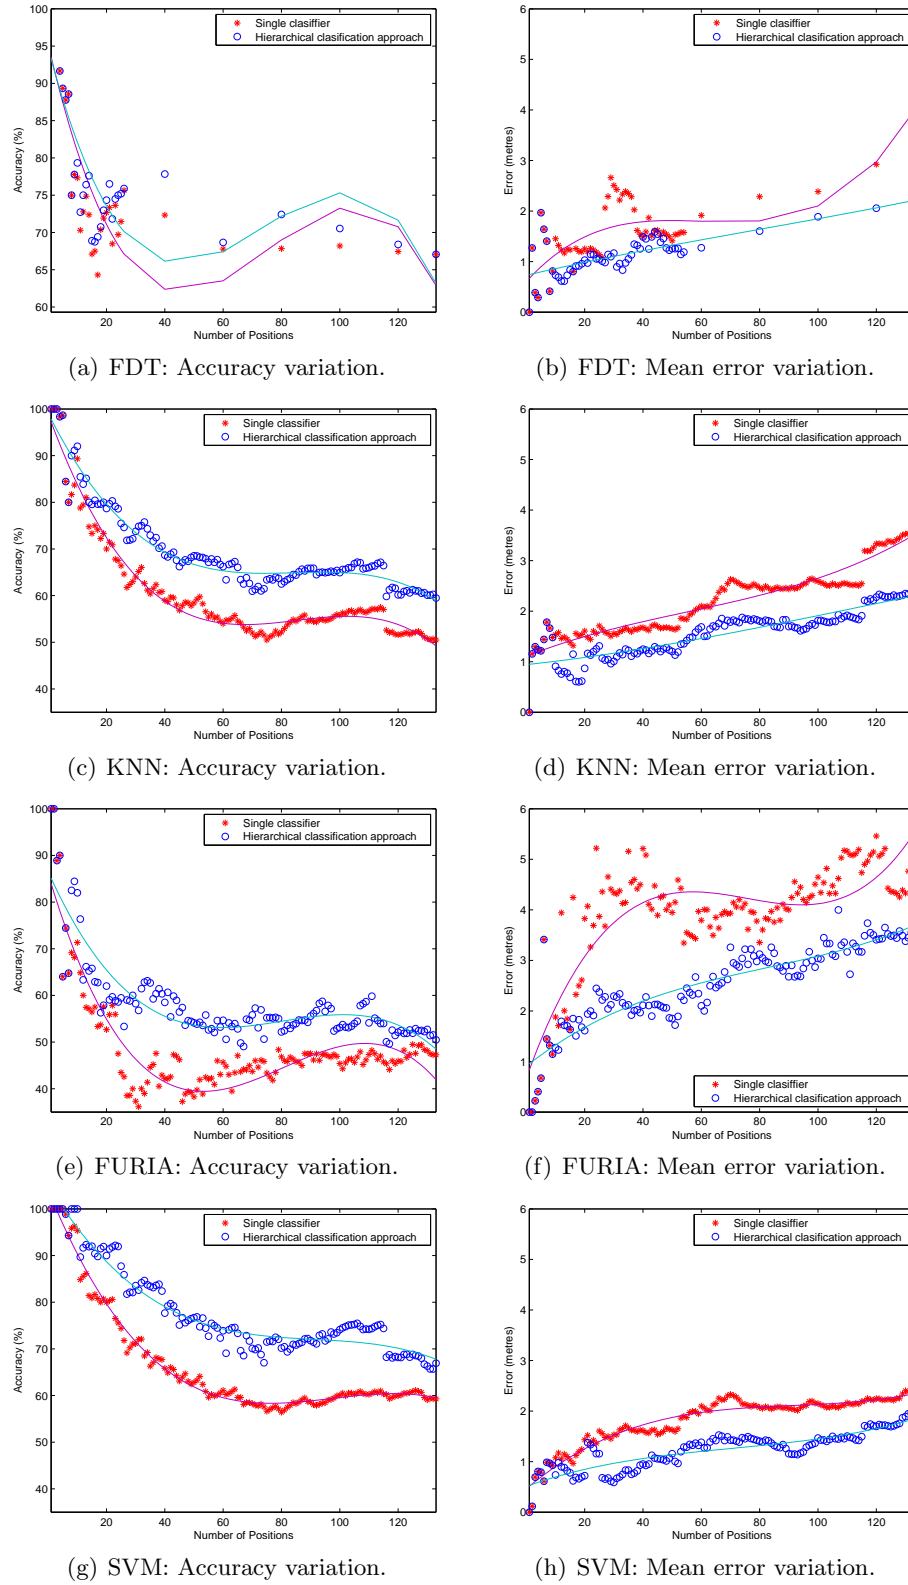 100
95
90
85
80
75
70
65
60
20
40
60
80
100
120
Accuracy (%)
Number of Positions
Single clasiffier
Hierarchical clasification approach
6
5
4
3
2
1
0
20
40
60
80
100
120
Error (metres)
Number of Positions
Single clasiffier
Hierarchical clasification approach
(a) FDT: Accuracy variation.
(b) FDT: Mean error variation.
100
90
80
70
60
50
40
20
40
60
80
100
120
Accuracy (%)
Number of Positions
Single classifier
Hierarchical classification approach
6
5
4
3
2
1
0
20
40
60
80
100
120
Error (metres)
Number of Positions
Single clasiffier
Hierarchical classification approach
(c) KNN: Accuracy variation.
(d) KNN: Mean error variation.
100
90
80
70
60
50
40
20
40
60
80
100
120
Accuracy (%)
Number of Positions
Single classifier
Hierarchical classification approach
6
5
4
3
2
1
0
20
40
60
80
100
120
Error (metres)
Number of Positions
Single clasiffier
Hierarchical classification approach
(e) FURIA: Accuracy variation.
(f) FURIA: Mean error variation.
100
90
80
70
60
50
40
20
40
60
80
100
120
Accuracy (%)
Number of Positions
Single classifier
Hierarchical classification approach
6
5
4
3
2
1
0
20
40
60
80
100
120
Error (metres)
Number of Positions
Single clasiffier
Hierarchical classification approach
(g) SVM: Accuracy variation.
(h) SVM: Mean error variation.